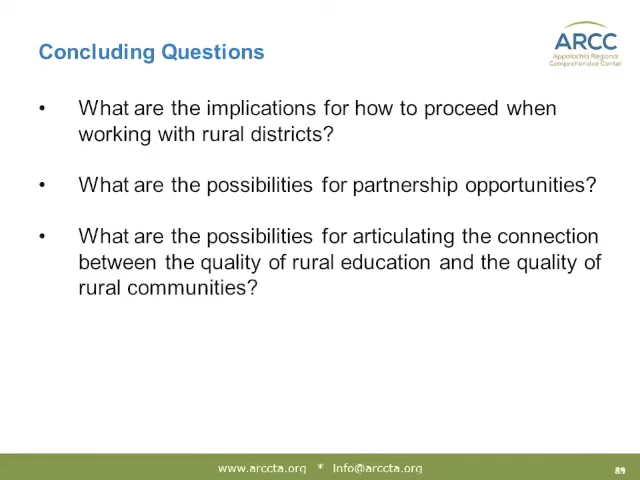 Concluding Questions
ARCC
Appalachia Regional
Comprehensive Center
• What are the implications for how to proceed when
working with rural districts?
• What are the possibilities for partnership opportunities?
• What are the possibilities for articulating the connection
between the quality of rural education and the quality of
rural communities?
www.arccta.org * Info@arccta.org
89